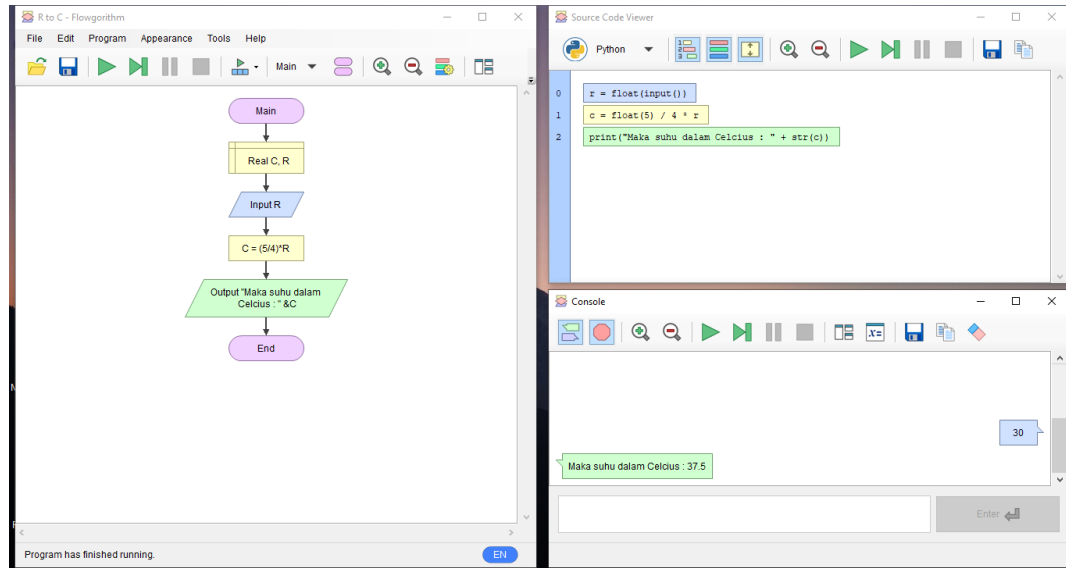 R to C - Flowgorithm
File Edit Program Appearance Tools Help
Main
Main
Real C, R
Input R
C = (5/4)*R
Output "Maka suhu dalam
Celcius : " &C
End
Program has finished running.
EN
Source Code Viewer
Python
0 r = float(input())
1 c = float(5) / 4 * r
2 print("Maka suhu dalam Celcius : " + str(c))
Console
30
Maka suhu dalam Celcius : 37.5
Enter